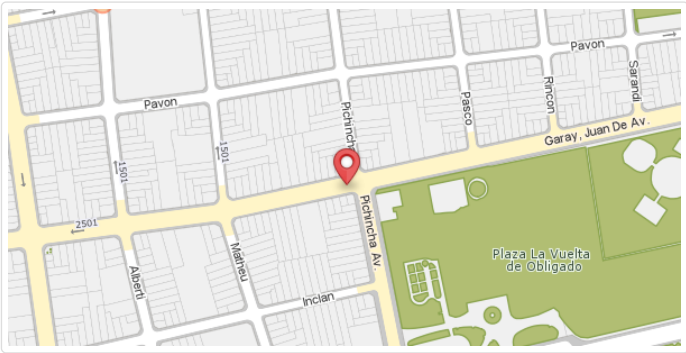 Pavon
Sarandi
Pavon
Pichincha
Pasco
Rincon
Garay, Juan De Av.
1501
1501
2501
Pichincha Av.
Plaza La Vuelta
de Obligado
Matheu
Alberti
Inclan